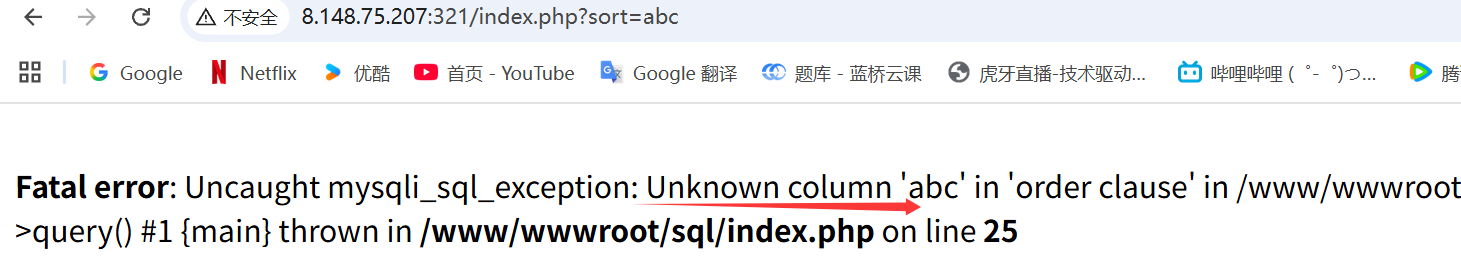 不安全 8.148.75.207:321/index.php?sort=abc
Google Netflix 优酷 首页 - YouTube Google 翻译 题库 - 蓝桥云课 虎牙直播-技术驱动... 哔哩哔哩 (゜-゜)つ... 腾
Fatal error: Uncaught mysqli_sql_exception: Unknown column 'abc' in 'order clause' in /www/wwwroot
>query() #1 {main} thrown in /www/wwwroot/sql/index.php on line 25